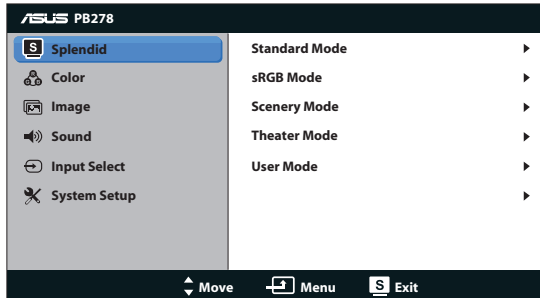 ASUS PB278
S Splendid
Color
Image
Sound
Input Select
System Setup
Standard Mode
sRGB Mode
Scenery Mode
Theater Mode
User Mode
Move Menu S Exit